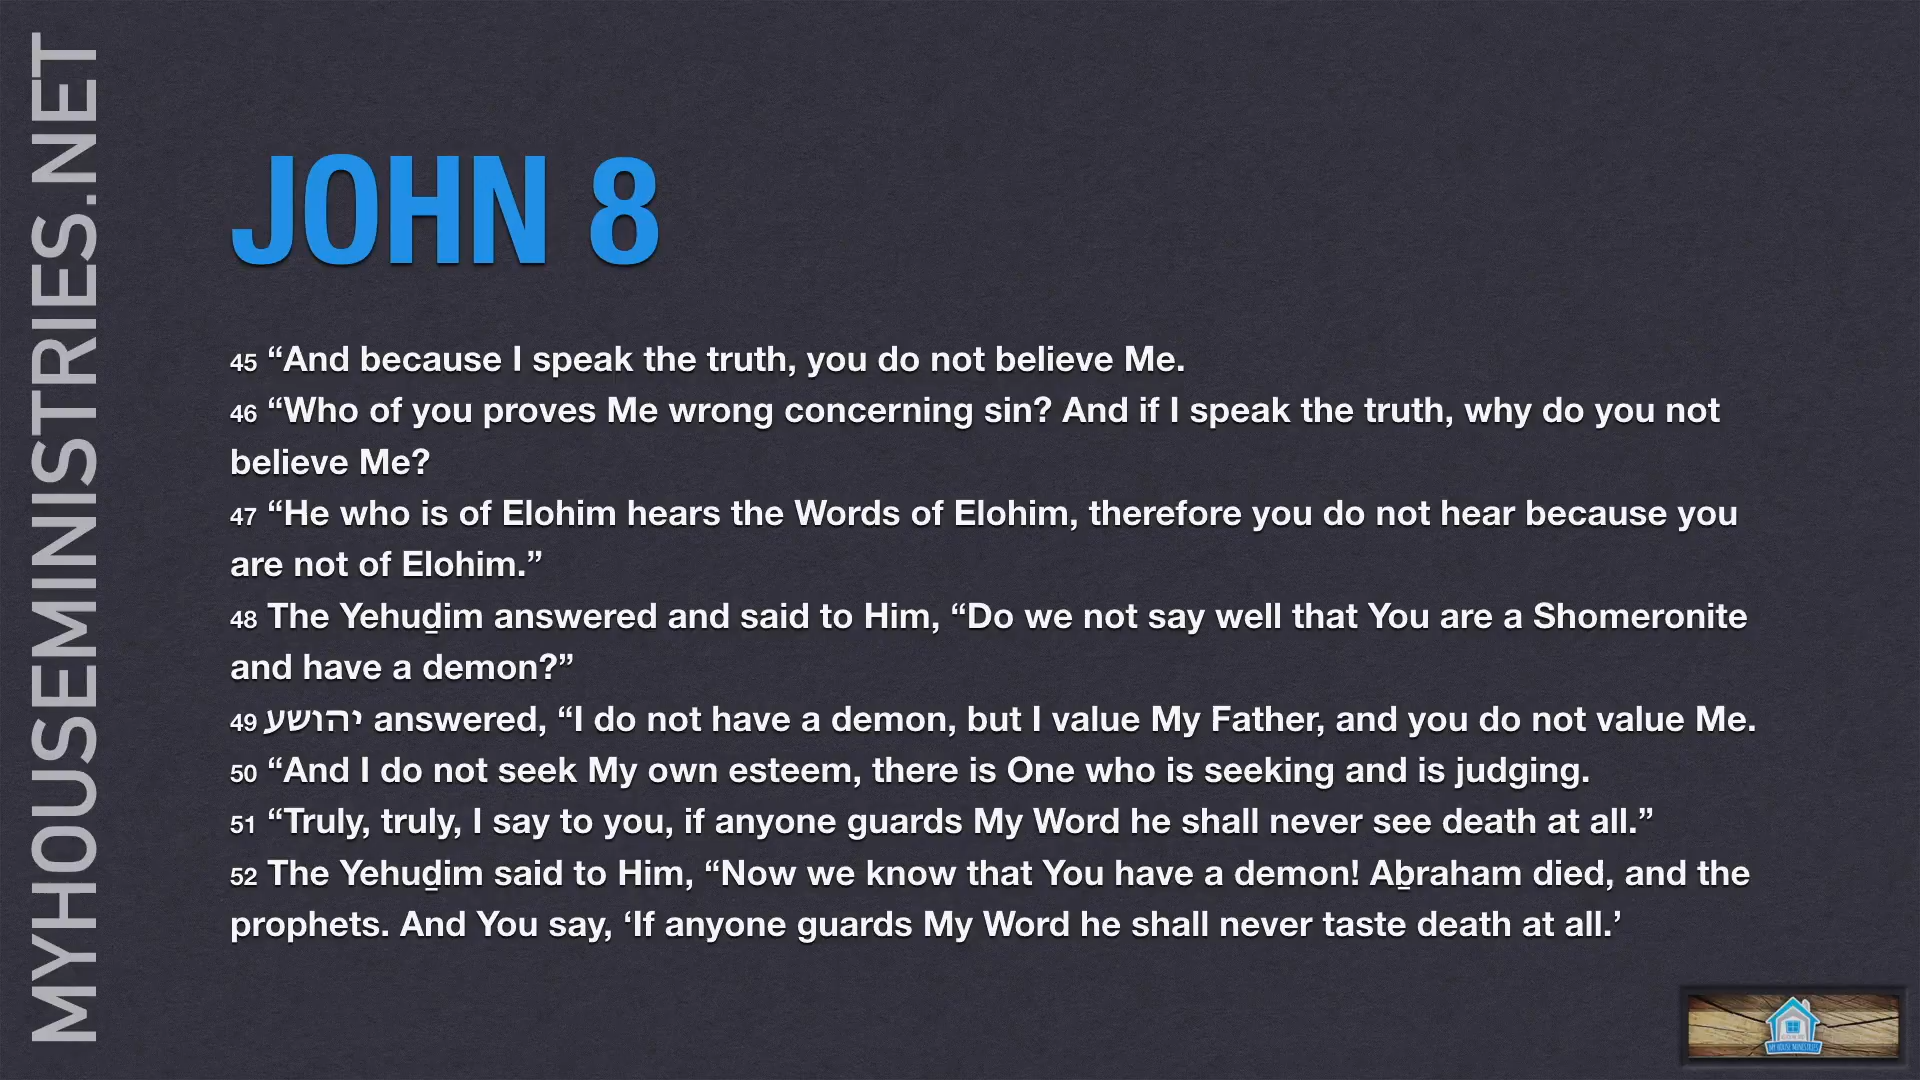 MYHOUSEMINISTRIES.NET
JOHN 8
45 “And because I speak the truth, you do not believe Me.
46 “Who of you proves Me wrong concerning sin? And if I speak the truth, why do you not
believe Me?
47 “He who is of Elohim hears the Words of Elohim, therefore you do not hear because you
are not of Elohim.”
48 The Yehuḏim answered and said to Him, “Do we not say well that You are a Shomeronite
and have a demon?”
49 יהושע answered, “I do not have a demon, but I value My Father, and you do not value Me.
50 “And I do not seek My own esteem, there is One who is seeking and is judging.
51 “Truly, truly, I say to you, if anyone guards My Word he shall never see death at all.”
52 The Yehuḏim said to Him, “Now we know that You have a demon! Aḇraham died, and the
prophets. And You say, ‘If anyone guards My Word he shall never taste death at all.’
MY HOUSE MINISTRIES